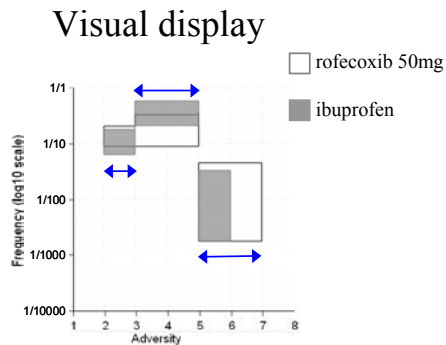 Visual display
rofecoxib 50mg
ibuprofen
Frequency (log10 scale)
1/1
1/10
1/100
1/1000
1/10000
1 2 3 4 5 6 7 8
Adversity